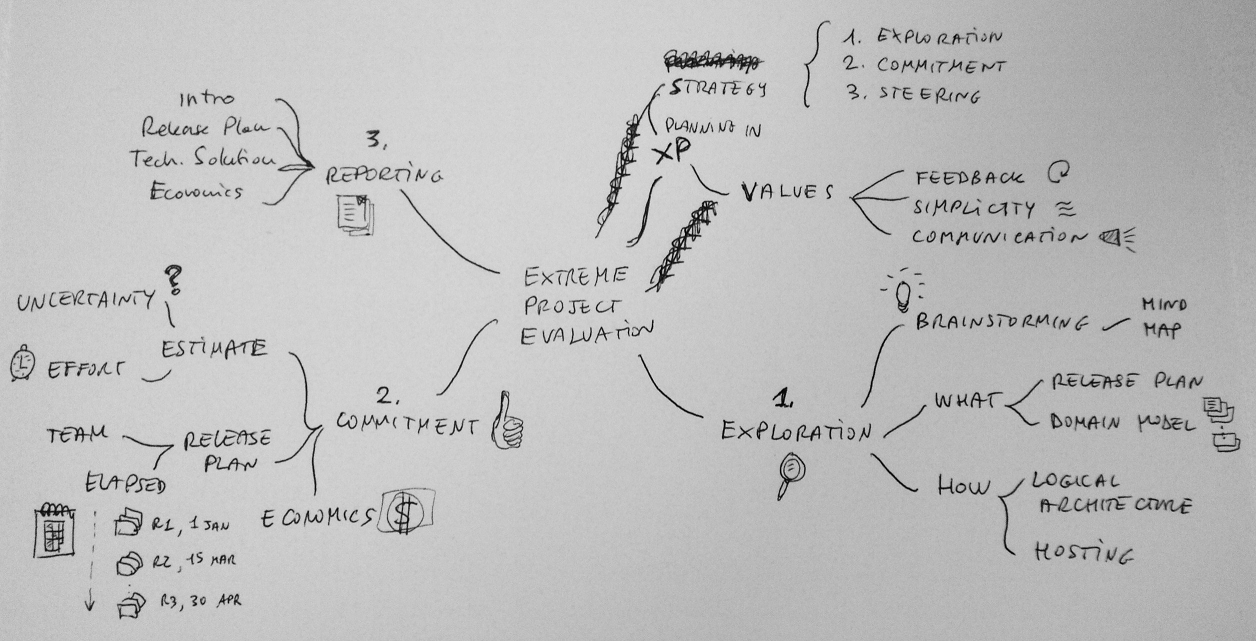 1. EXPLORATION
2. COMMITMENT
3. STEERING
STRATEGY
PLANNING IN
XP
VALUES
FEEDBACK
SIMPLICITY
COMMUNICATION
Intro
Release Plan
Tech. Solution
Economics
3.
REPORTING
EXTREME
PROJECT
EVALUATION
UNCERTAINTY ?
ESTIMATE
EFFORT
2.
COMMITMENT
TEAM
RELEASE
PLAN
ELAPSED
R1, 1 JAN
R2, 15 MAR
R3, 30 APR
ECONOMICS $
1.
EXPLORATION
BRAINSTORMING
MIND
MAP
WHAT
RELEASE PLAN
DOMAIN MODEL
HOW
LOGICAL
ARCHITECTURE
HOSTING